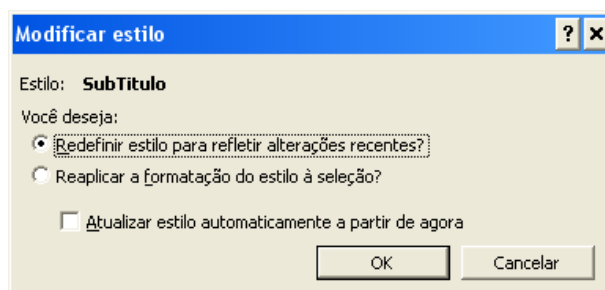 Modificar estilo
Estilo: SubTitulo
Você deseja:
Redefinir estilo para refletir alterações recentes?
Reaplicar a formatação do estilo à seleção?
Atualizar estilo automaticamente a partir de agora
OK Cancelar